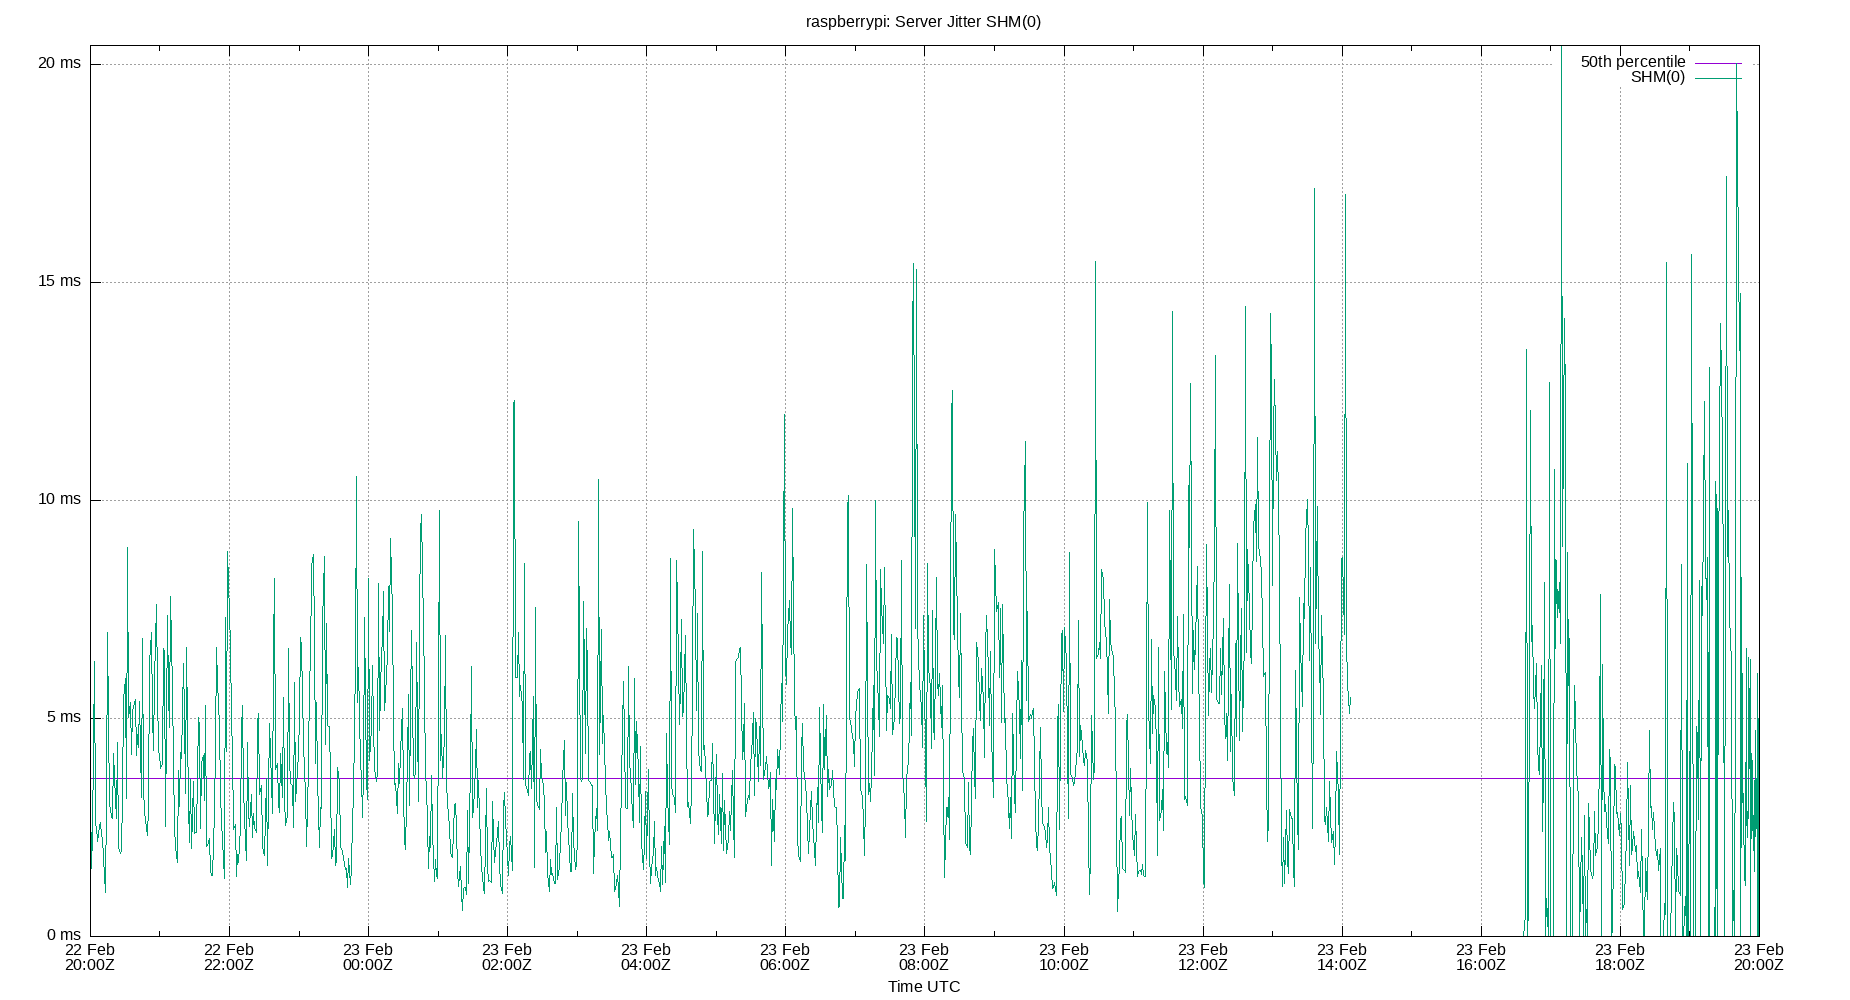 raspberrypi: Server Jitter SHM(0)
50th percentile
SHM(0)
20 ms
15 ms
10 ms
5 ms
0 ms
22 Feb 22 Feb 23 Feb 23 Feb 23 Feb 23 Feb 23 Feb 23 Feb 23 Feb 23 Feb 23 Feb 23 Feb 23 Feb
20:00Z 22:00Z 00:00Z 02:00Z 04:00Z 06:00Z 08:00Z 10:00Z 12:00Z 14:00Z 16:00Z 18:00Z 20:00Z
Time UTC